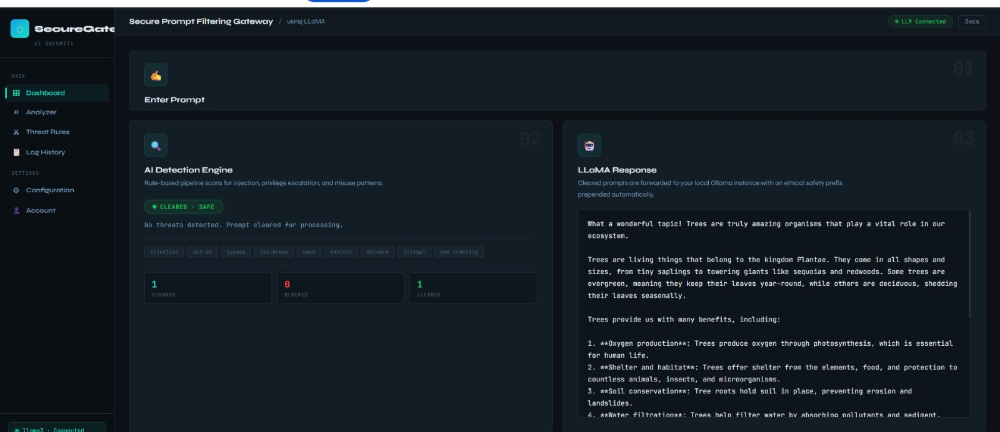 SecureGate
AI SECURITY
MAIN
Dashboard
Analyzer
Threat Rules
Log History
SETTINGS
Configuration
Account
llama3 · Connected
Secure Prompt Filtering Gateway / using LLaMA
LLM Connected
Docs
01
Enter Prompt
02
AI Detection Engine
Rule-based pipeline scans for injection, privilege escalation, and misuse patterns.
CLEARED · SAFE
No threats detected. Prompt cleared for processing.
injection act-as bypass jailbreak hack exploit malware illegal pwd cracking
1 0 1
SCANNED BLOCKED CLEARED
03
LLaMA Response
Cleared prompts are forwarded to your local Ollama instance with an ethical safety prefix
prepended automatically.
What a wonderful topic! Trees are truly amazing organisms that play a vital role in our
ecosystem.
Trees are living things that belong to the kingdom Plantae. They come in all shapes and
sizes, from tiny saplings to towering giants like sequoias and redwoods. Some trees are
evergreen, meaning they keep their leaves year-round, while others are deciduous, shedding
their leaves seasonally.
Trees provide us with many benefits, including:
1. **Oxygen production**: Trees produce oxygen through photosynthesis, which is essential
for human life.
2. **Shelter and habitat**: Trees offer shelter from the elements, food, and protection to
countless animals, insects, and microorganisms.
3. **Soil conservation**: Tree roots hold soil in place, preventing erosion and
landslides.
4. **Water filtration**: Trees help filter water by absorbing pollutants and sediment.